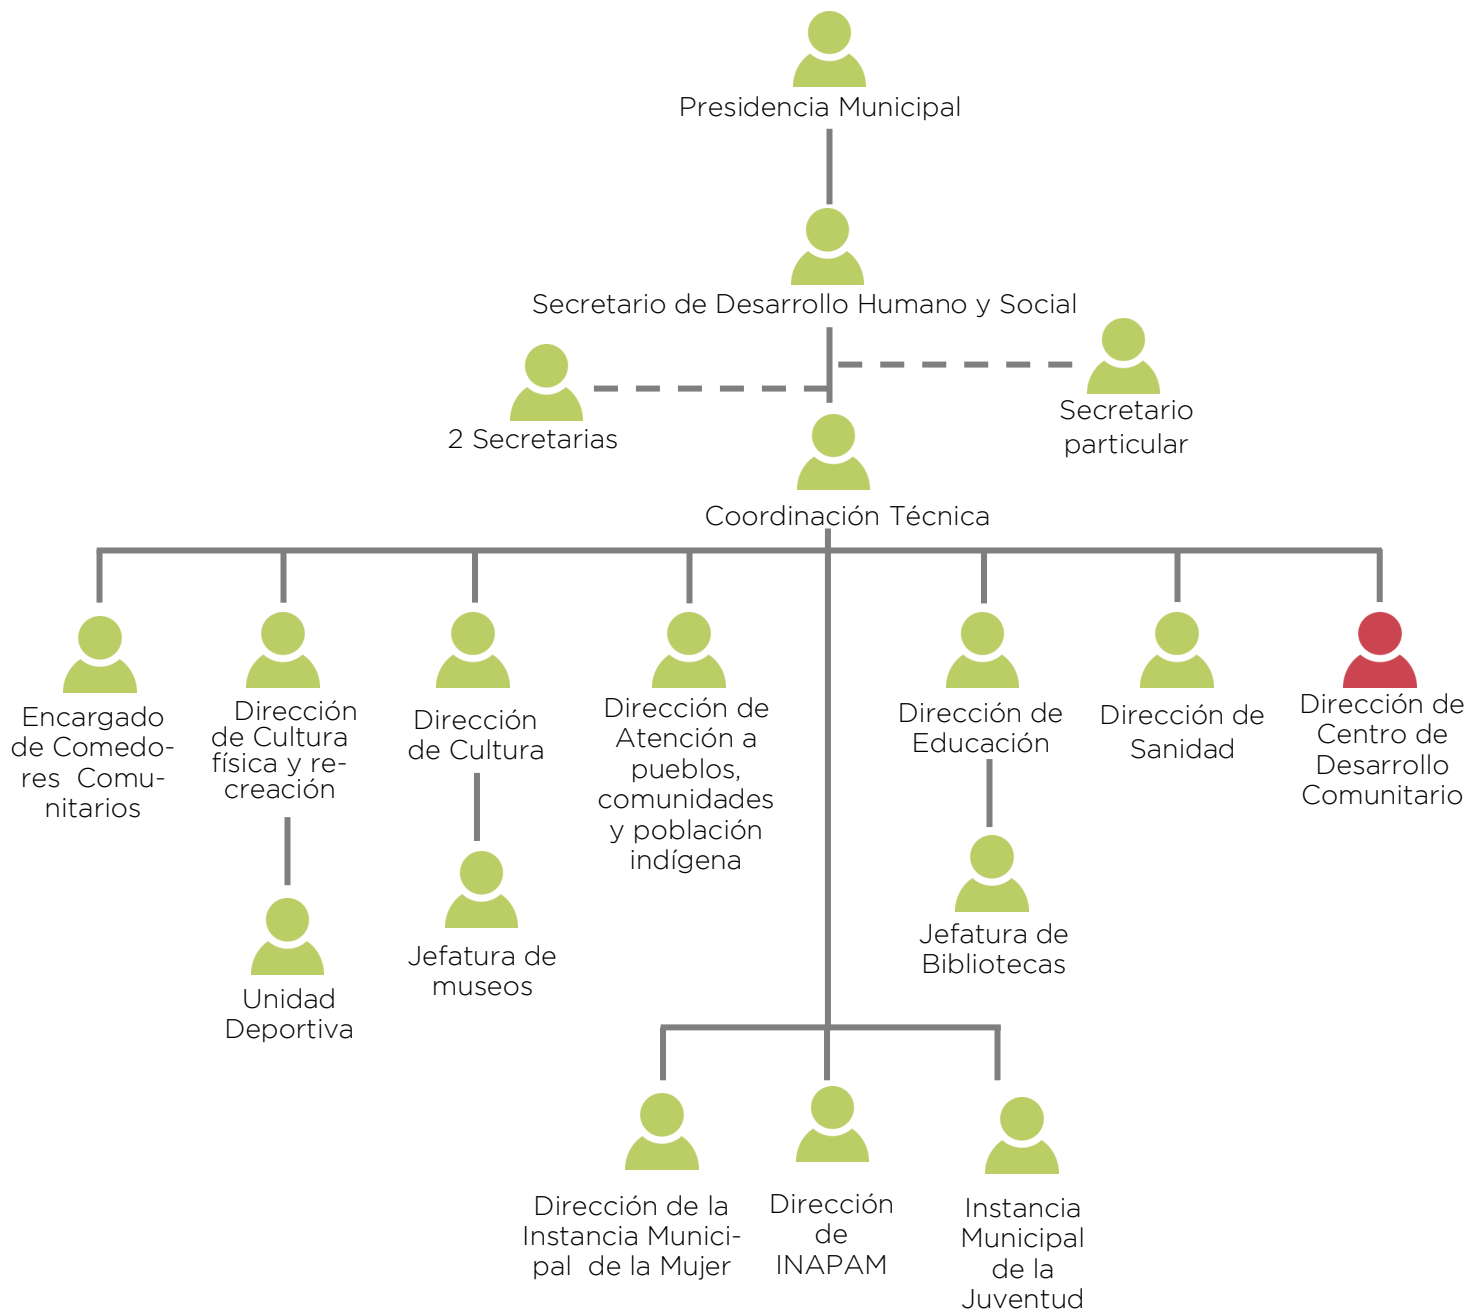 Presidencia Municipal
Secretario de Desarrollo Humano y Social
2 Secretarias
Secretario
particular
Coordinación Técnica
Encargado
de Comedo-
res  Comu-
nitarios
Dirección
de Cultura
física y re-
creación
Dirección
de Cultura
Dirección de
Atención a
pueblos,
comunidades
y población
indígena
Dirección de
Educación
Dirección de
Sanidad
Dirección de
Centro de
Desarrollo
Comunitario
Unidad
Deportiva
Jefatura de
museos
Jefatura de
Bibliotecas
Dirección de la
Instancia Munici-
pal  de la Mujer
Dirección
de
INAPAM
Instancia
Municipal
de la
Juventud